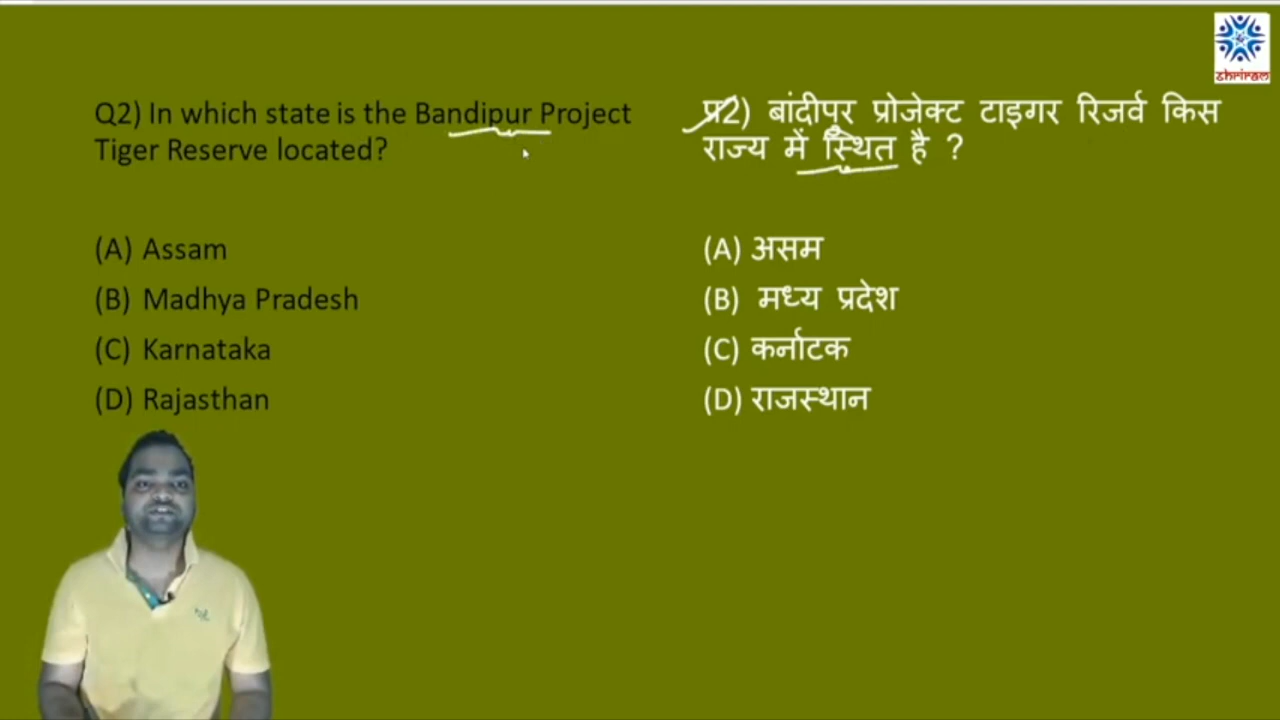 shriram
Q2) In which state is the Bandipur Project
Tiger Reserve located?
(A) Assam
(B) Madhya Pradesh
(C) Karnataka
(D) Rajasthan
प्र2) बांदीपुर प्रोजेक्ट टाइगर रिजर्व किस
राज्य में स्थित है ?
(A) असम
(B) मध्य प्रदेश
(C) कर्नाटक
(D) राजस्थान